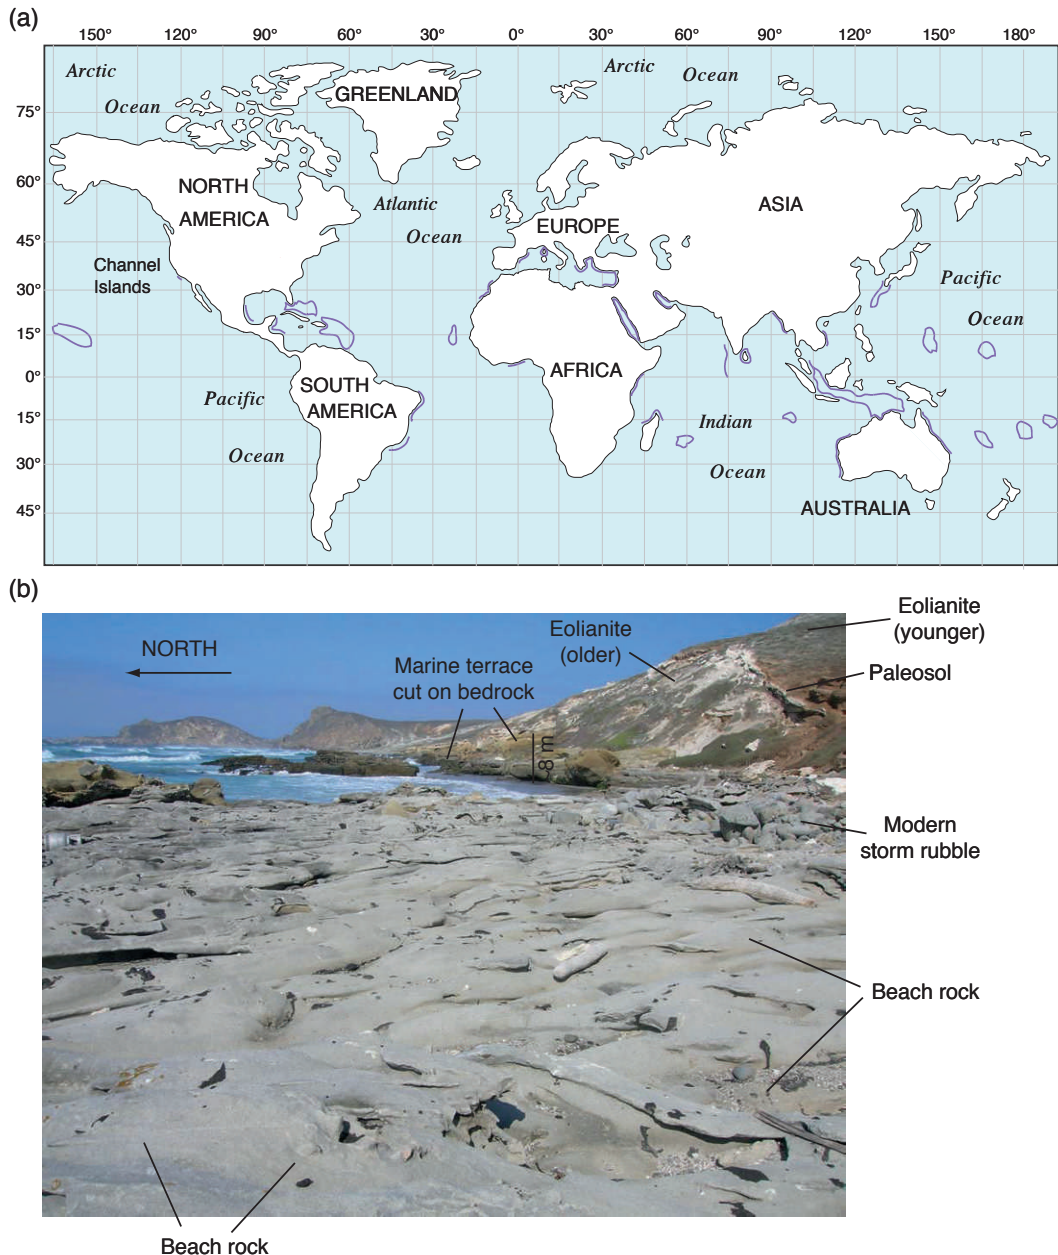 (a)
150° 120° 90° 60° 30° 0° 30° 60° 90° 120° 150° 180°
Arctic
Ocean
GREENLAND
Arctic
Ocean
75°
60°
45°
30°
15°
0°
15°
30°
45°
NORTH
AMERICA
Atlantic
Ocean
EUROPE
ASIA
Channel
Islands
Pacific
Ocean
AFRICA
SOUTH
AMERICA
Pacific
Ocean
Indian
Ocean
AUSTRALIA
(b)
NORTH
Marine terrace
cut on bedrock
Eolianite
(older)
8 m
Eolianite
(younger)
Paleosol
Modern
storm rubble
Beach rock
Beach rock